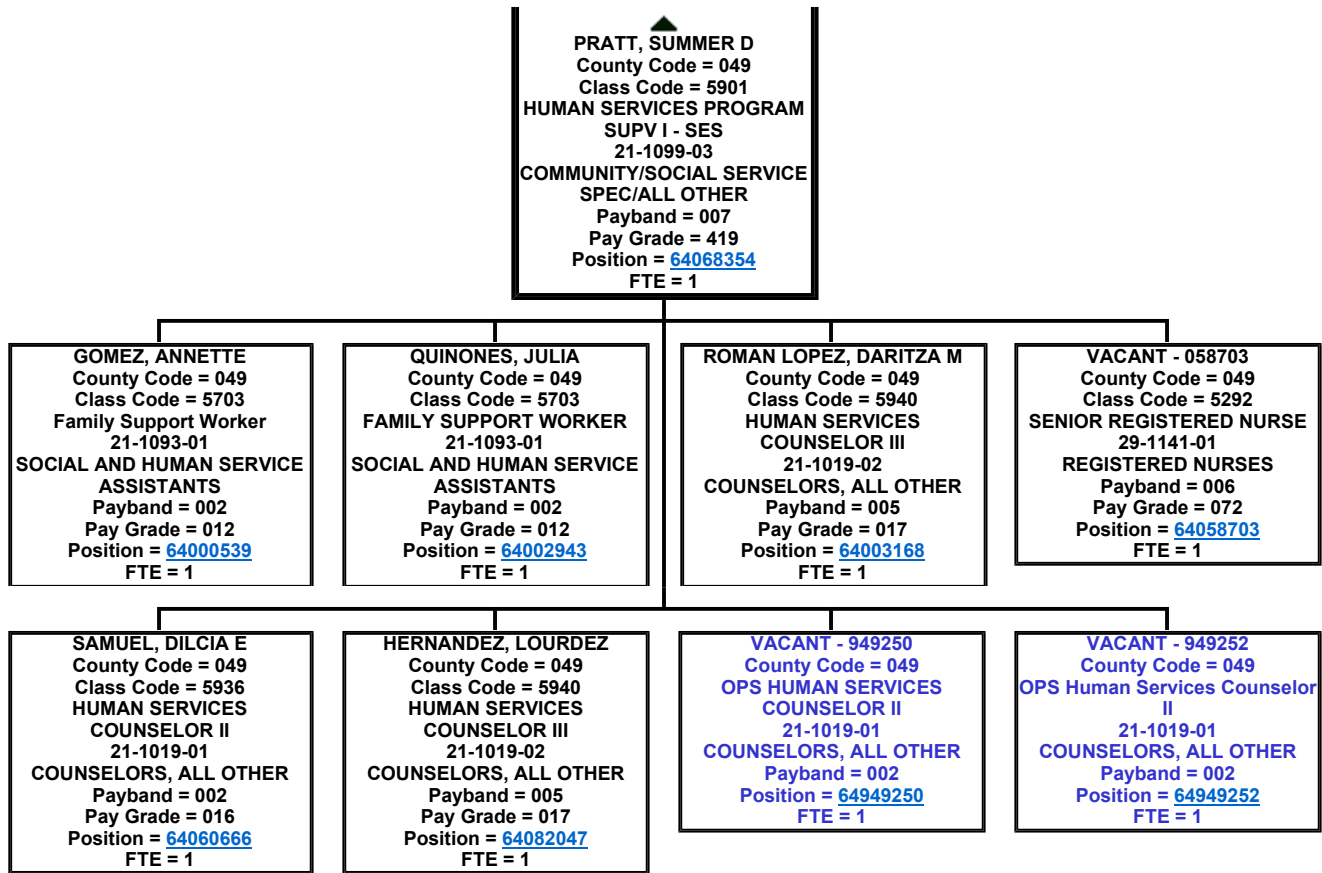 PRATT, SUMMER D
County Code = 049
Class Code = 5901
HUMAN SERVICES PROGRAM
SUPV I - SES
21-1099-03
COMMUNITY/SOCIAL SERVICE
SPEC/ALL OTHER
Payband = 007
Pay Grade = 419
Position = 64068354
FTE = 1
GOMEZ, ANNETTE
County Code = 049
Class Code = 5703
Family Support Worker
21-1093-01
SOCIAL AND HUMAN SERVICE
ASSISTANTS
Payband = 002
Pay Grade = 012
Position = 64000539
FTE = 1
QUINONES, JULIA
County Code = 049
Class Code = 5703
FAMILY SUPPORT WORKER
21-1093-01
SOCIAL AND HUMAN SERVICE
ASSISTANTS
Payband = 002
Pay Grade = 012
Position = 64002943
FTE = 1
ROMAN LOPEZ, DARITZA M
County Code = 049
Class Code = 5940
HUMAN SERVICES
COUNSELOR III
21-1019-02
COUNSELORS, ALL OTHER
Payband = 005
Pay Grade = 017
Position = 64003168
FTE = 1
VACANT - 058703
County Code = 049
Class Code = 5292
SENIOR REGISTERED NURSE
29-1141-01
REGISTERED NURSES
Payband = 006
Pay Grade = 072
Position = 64058703
FTE = 1
SAMUEL, DILCIA E
County Code = 049
Class Code = 5936
HUMAN SERVICES
COUNSELOR II
21-1019-01
COUNSELORS, ALL OTHER
Payband = 002
Pay Grade = 016
Position = 64060666
FTE = 1
HERNANDEZ, LOURDEZ
County Code = 049
Class Code = 5940
HUMAN SERVICES
COUNSELOR III
21-1019-02
COUNSELORS, ALL OTHER
Payband = 005
Pay Grade = 017
Position = 64082047
FTE = 1
VACANT - 949250
County Code = 049
OPS HUMAN SERVICES
COUNSELOR II
21-1019-01
COUNSELORS, ALL OTHER
Payband = 002
Position = 64949250
FTE = 1
VACANT - 949252
County Code = 049
OPS Human Services Counselor
II
21-1019-01
COUNSELORS, ALL OTHER
Payband = 002
Position = 64949252
FTE = 1